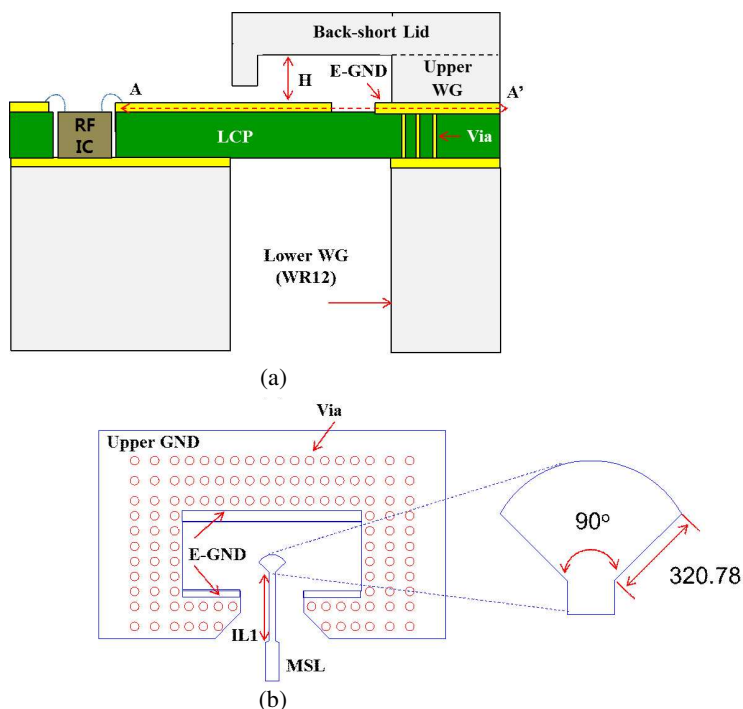 Back-short Lid
H
E-GND
Upper
WG
A
A'
RF
IC
LCP
Via
Lower WG
(WR12)
(a)
Via
Upper GND
E-GND
IL1
MSL
90°
320.78
(b)